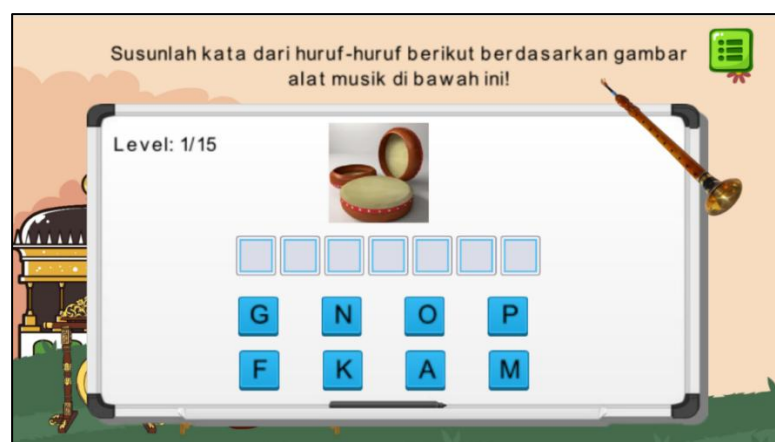 Susunlah kata dari huruf-huruf berikut berdasarkan gambar
alat musik di bawah ini!
Level: 1/15
G N O P
F K A M